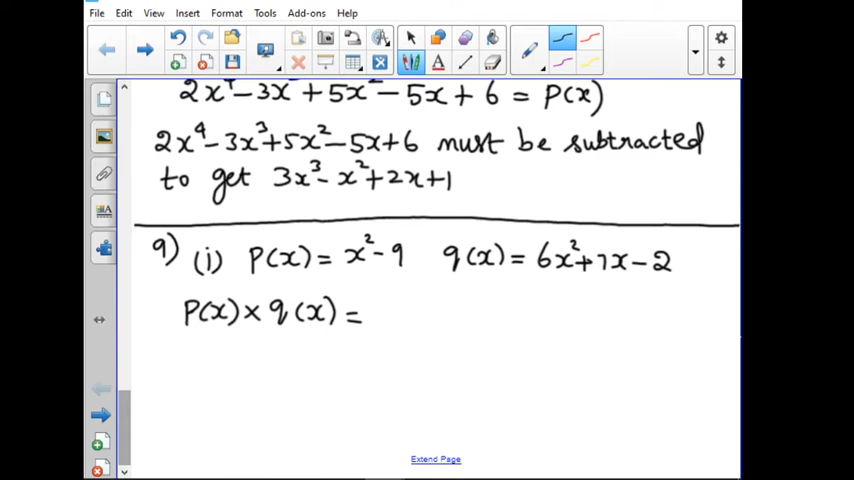 File Edit View Insert Format Tools Add-ons Help
2x⁴-3x³+5x²-5x+6 = P(x)
2x⁴-3x³+5x²-5x+6 must be subtracted
to get 3x³-x²+2x+1
9) (i) P(x) = x²-9 q(x) = 6x²+7x-2
P(x)×q(x) =
Extend Page